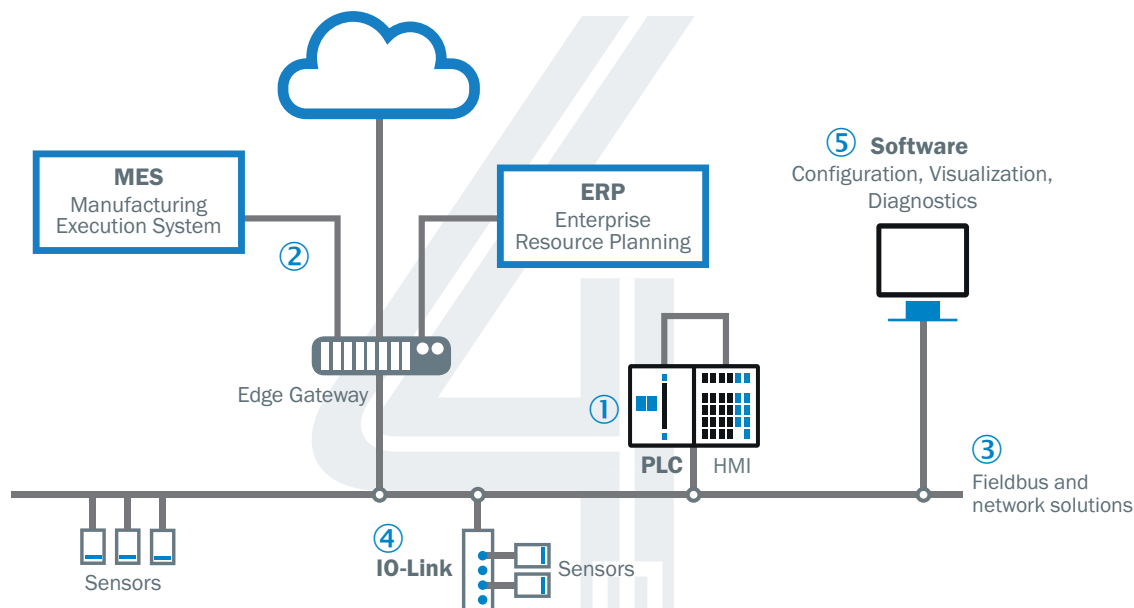 MES
Manufacturing
Execution System
②
ERP
Enterprise
Resource Planning
⑤ Software
Configuration, Visualization,
Diagnostics
Edge Gateway
①
PLC HMI
③
Fieldbus and
network solutions
Sensors
④
IO-Link
Sensors